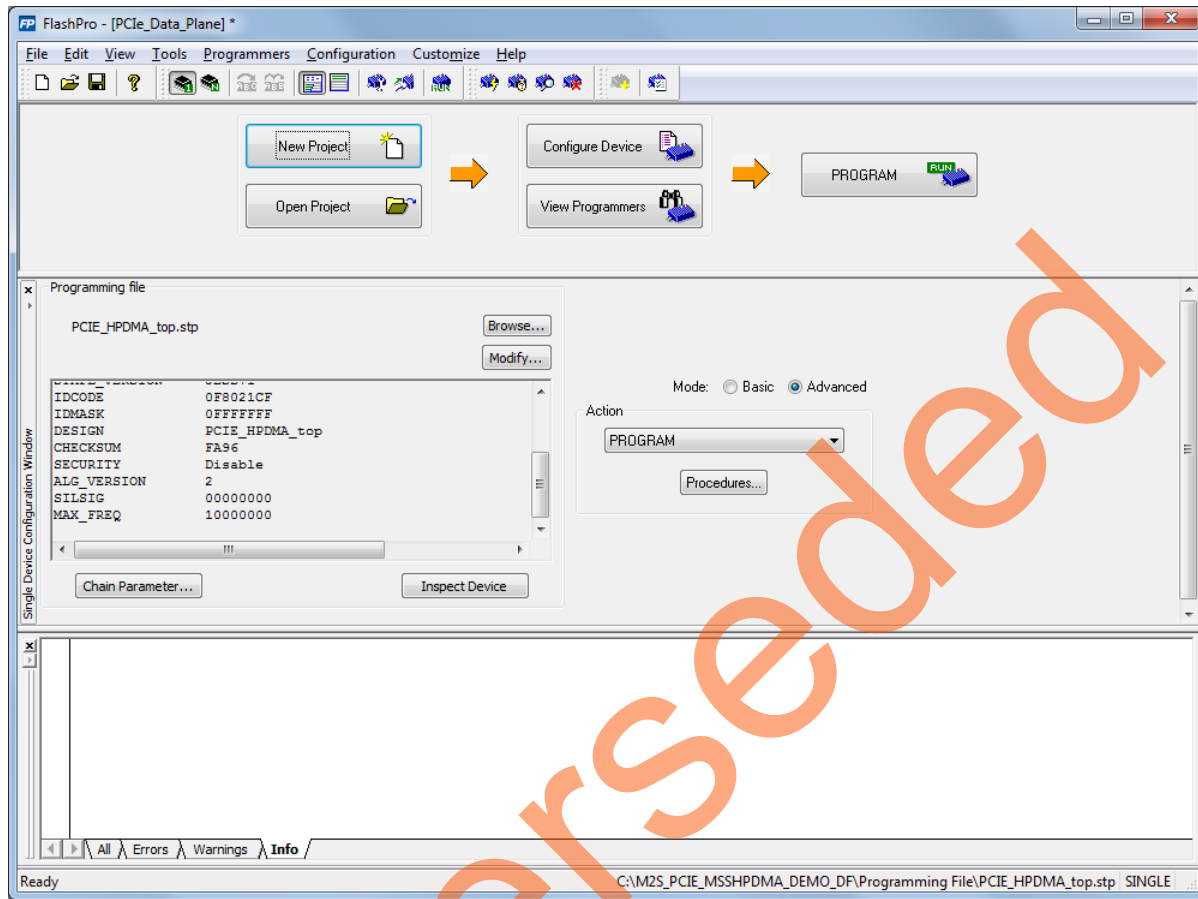 FlashPro - [PCIe_Data_Plane] *
File Edit View Tools Programmers Configuration Customize Help
New Project
Configure Device
PROGRAM
RUN
Open Project
View Programmers
Programming file
PCIE_HPDMA_top.stp
Browse...
Modify...
IDCODE 0F8021CF
IDMASK 0FFFFFFF
DESIGN PCIE_HPDMA_top
CHECKSUM FA96
SECURITY Disable
ALG_VERSION 2
SILSIG 00000000
MAX_FREQ 10000000
Chain Parameter...
Inspect Device
Mode: Basic Advanced
Action
PROGRAM
Procedures...
Single Device Configuration Window
All Errors Warnings Info
Ready
C:\M2S_PCIE_MSSHPDMA_DEMO_DF\Programming File\PCIE_HPDMA_top.stp SINGLE
erseded